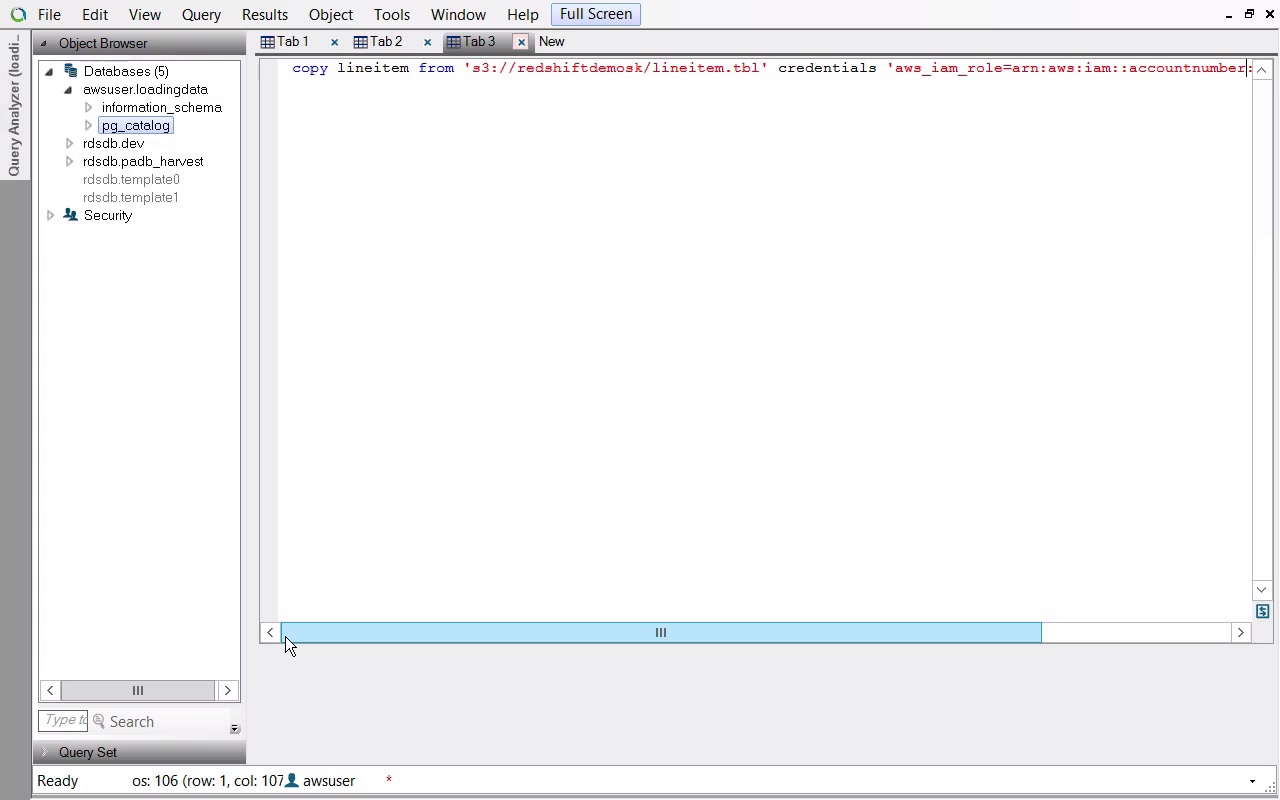 File Edit View Query Results Object Tools Window Help Full Screen
Query Analyzer (loadi...
Object Browser
Tab 1 Tab 2 Tab 3 New
Databases (5)
awsuser.loadingdata
information_schema
pg_catalog
rdsdb.dev
rdsdb.padb_harvest
rdsdb.template0
rdsdb.template1
Security
copy lineitem from 's3://redshiftdemosk/lineitem.tbl' credentials 'aws_iam_role=arn:aws:iam::accountnumber:
Type to Search
Query Set
Ready os: 106 (row: 1, col: 107 awsuser *